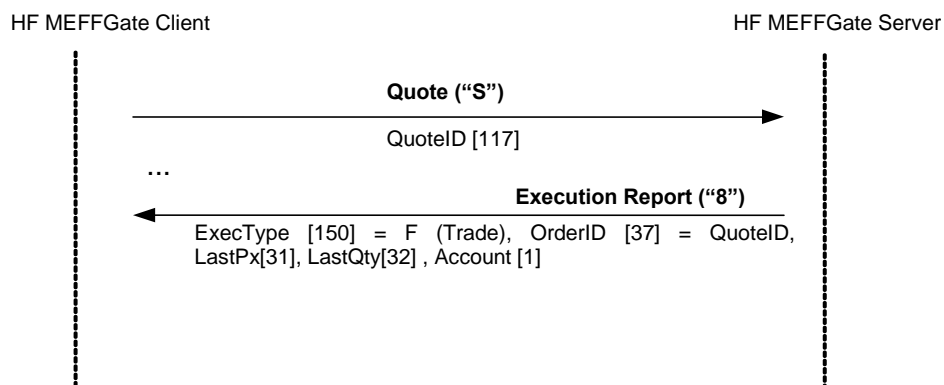 HF MEFFGate Client
HF MEFFGate Server
Quote (“S”)
QuoteID [117]
...
Execution Report (“8”)
ExecType [150] = F (Trade), OrderID [37] = QuoteID,
LastPx[31], LastQty[32] , Account [1]